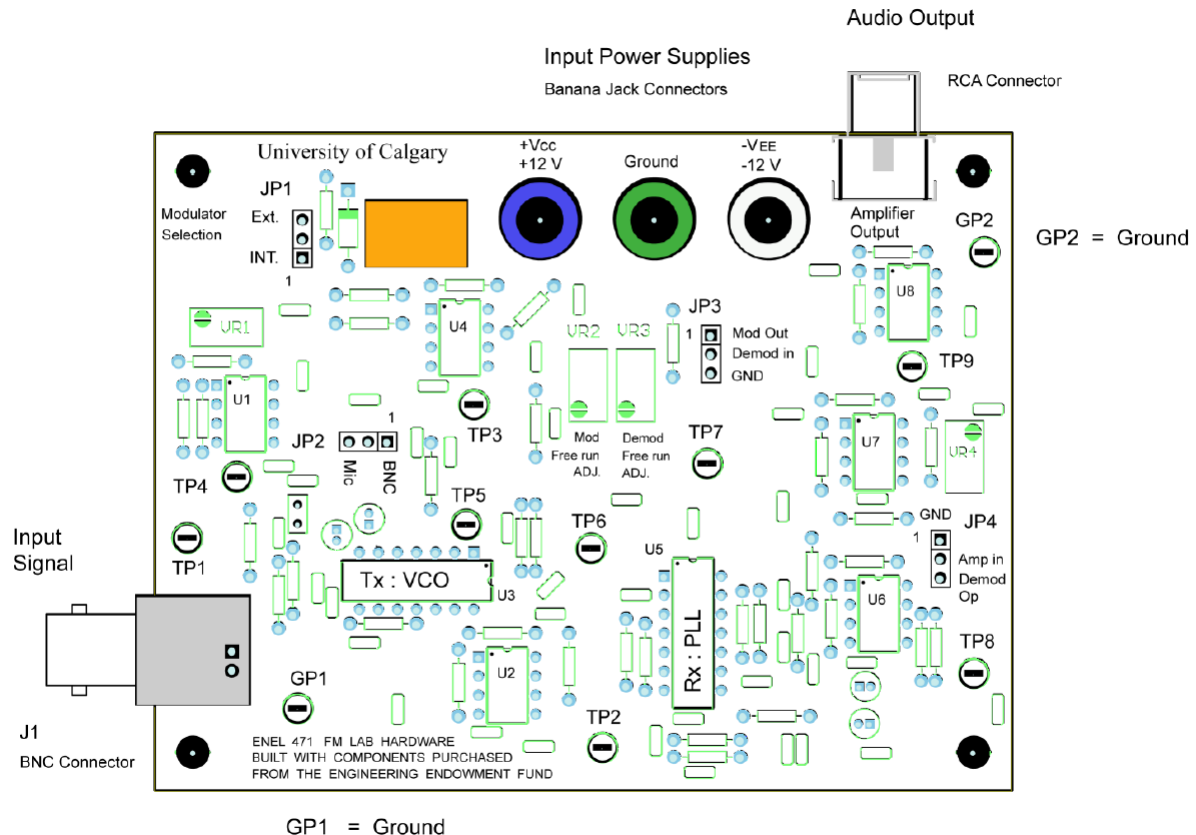 Audio Output
Input Power Supplies
Banana Jack Connectors
RCA Connector
University of Calgary
+VCC
+12 V
Ground
-VEE
-12 V
JP1
Modulator
Selection
Ext.
INT.
1
Amplifier
Output
GP2
GP2 = Ground
VR1
U4
VR2
VR3
JP3
1
Mod Out
Demod in
GND
U8
TP9
U1
JP2
1
Mic
BNC
TP3
Mod
Free run
ADJ.
Demod
Free run
ADJ.
TP7
U7
VR4
TP4
TP5
TP6
TP1
Input
Signal
GND
JP4
1
Amp in
Demod
Op
Tx : VCO
U3
U5
Rx : PLL
U6
TP8
U2
GP1
TP2
J1
BNC Connector
ENEL 471 FM LAB HARDWARE
BUILT WITH COMPONENTS PURCHASED
FROM THE ENGINEERING ENDOWMENT FUND
GP1 = Ground